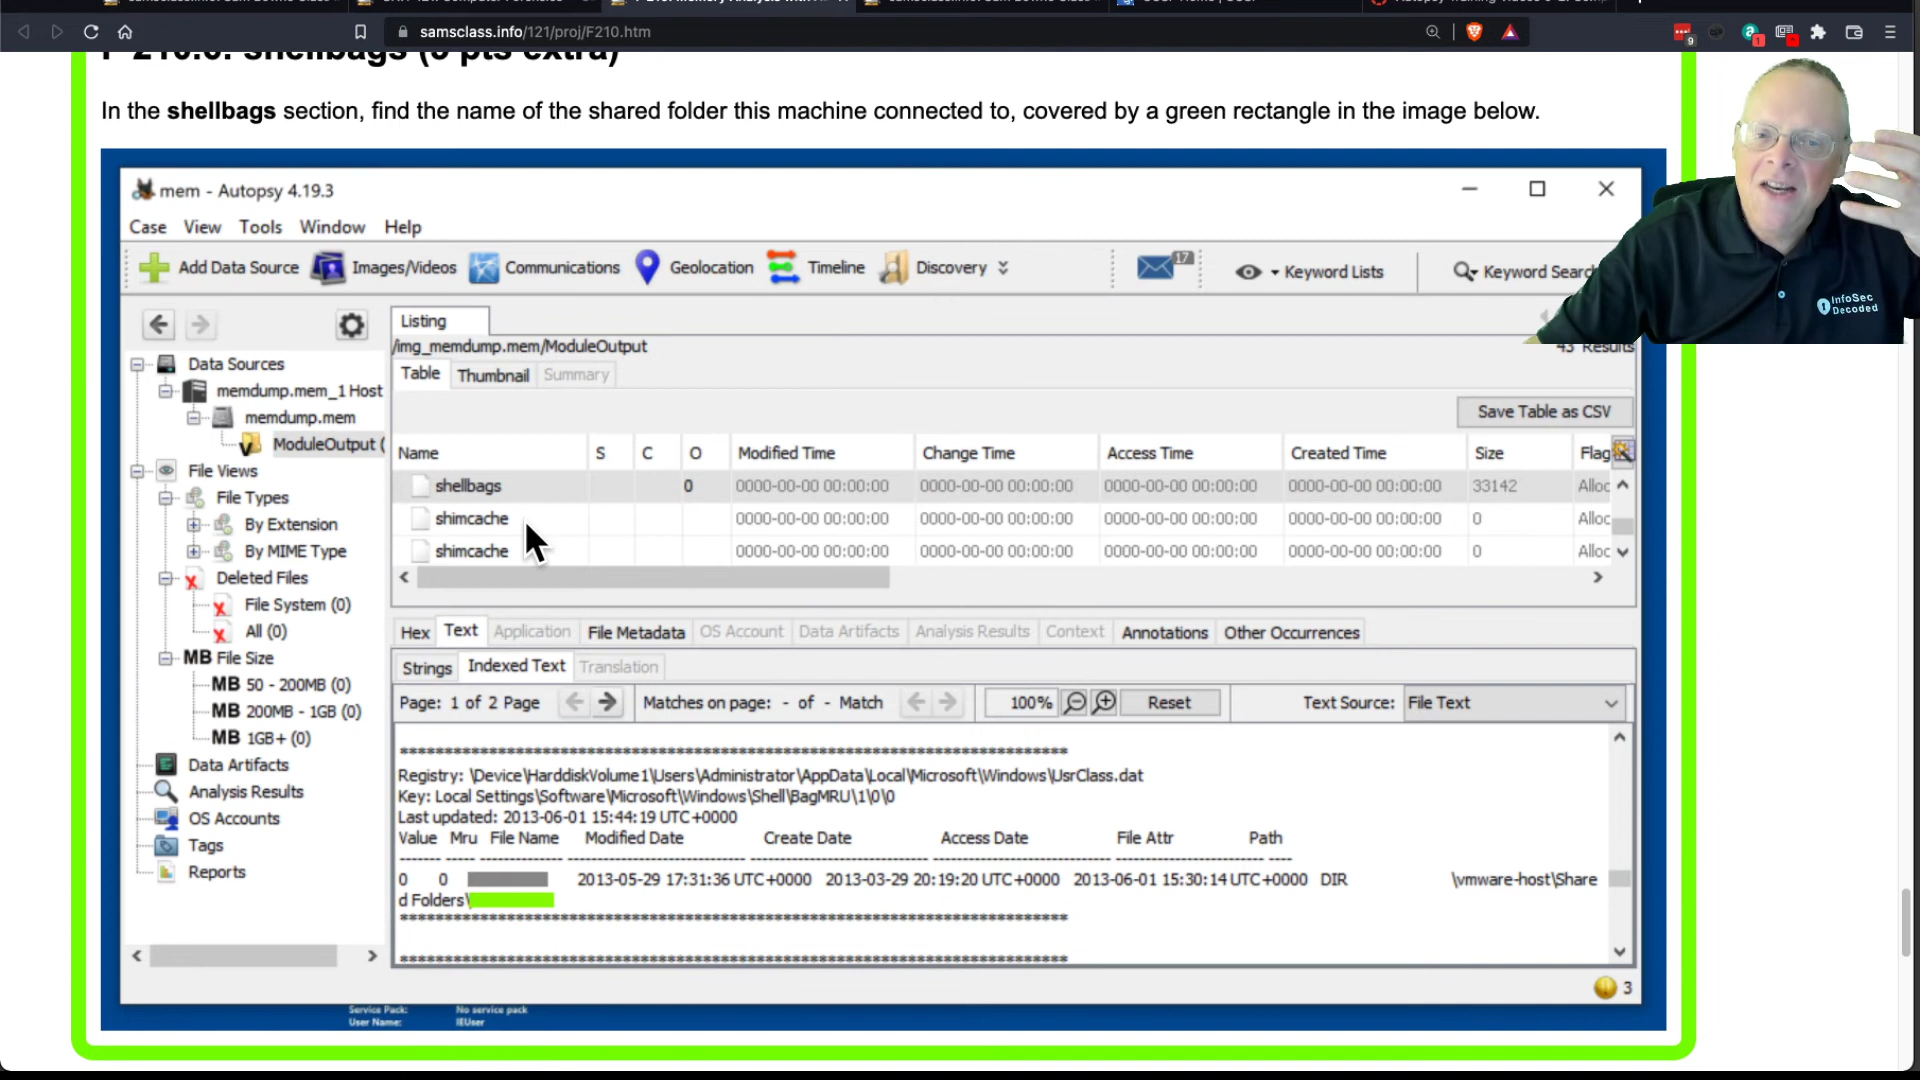 samsclass.info/121/proj/F210.htm
9
1
shellbags
In the shellbags section, find the name of the shared folder this machine connected to, covered by a green rectangle in the image below.
mem - Autopsy 4.19.3
Case View Tools Window Help
Add Data Source Images/Videos Communications Geolocation Timeline Discovery 17 Keyword Lists Keyword Search
InfoSec
Decoded
Listing
/img_memdump.mem/ModuleOutput
43 Results
Table Thumbnail Summary
Save Table as CSV
Name S C O Modified Time Change Time Access Time Created Time Size Flag
shellbags 0 0000-00-00 00:00:00 0000-00-00 00:00:00 0000-00-00 00:00:00 0000-00-00 00:00:00 33142 Alloc
shimcache 0000-00-00 00:00:00 0000-00-00 00:00:00 0000-00-00 00:00:00 0000-00-00 00:00:00 0 Alloc
shimcache 0000-00-00 00:00:00 0000-00-00 00:00:00 0000-00-00 00:00:00 0000-00-00 00:00:00 0 Alloc
Data Sources
memdump.mem_1 Host
memdump.mem
ModuleOutput (
File Views
File Types
By Extension
By MIME Type
Deleted Files
File System (0)
All (0)
MB File Size
MB 50 - 200MB (0)
MB 200MB - 1GB (0)
MB 1GB+ (0)
Data Artifacts
Analysis Results
OS Accounts
Tags
Reports
Hex Text Application File Metadata OS Account Data Artifacts Analysis Results Context Annotations Other Occurrences
Strings Indexed Text Translation
Page: 1 of 2 Page Matches on page: - of - Match 100% Reset Text Source: File Text
Registry: \Device\HarddiskVolume1\Users\Administrator\AppData\Local\Microsoft\Windows\UsrClass.dat
Key: Local Settings\Software\Microsoft\Windows\Shell\BagMRU\1\0\0
Last updated: 2013-06-01 15:44:19 UTC+0000
Value Mru File Name Modified Date Create Date Access Date File Attr Path
0 0 2013-05-29 17:31:36 UTC+0000 2013-03-29 20:19:20 UTC+0000 2013-06-01 15:30:14 UTC+0000 DIR \vmware-host\Share
d Folders\
3
Service Pack: No service pack
User Name: IEUser